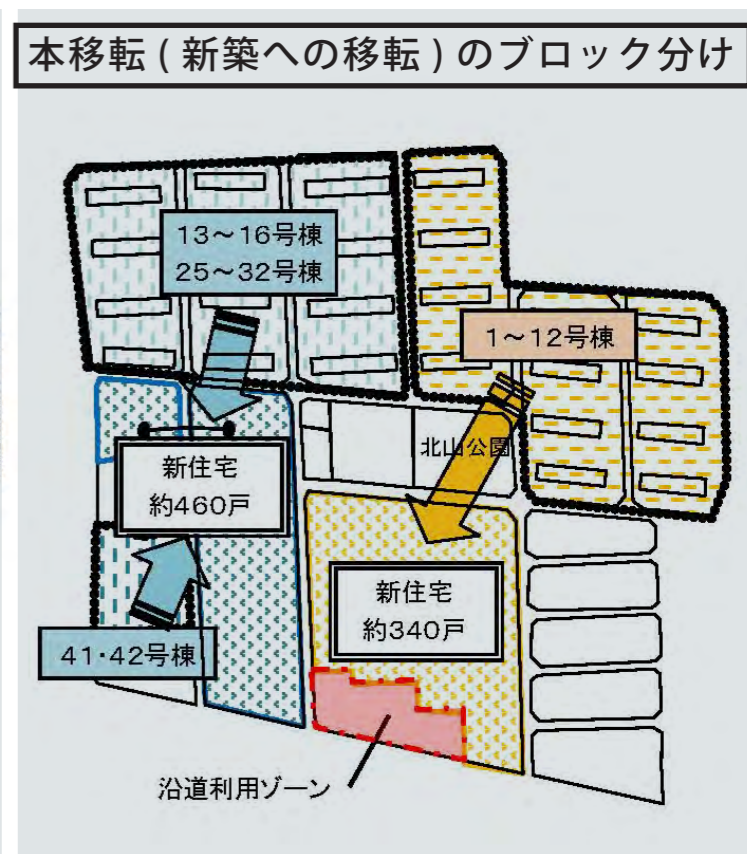 本移転(新築への移転)のブロック分け
13～16号棟
25～32号棟
1～12号棟
北山公園
新住宅
約460戸
新住宅
約340戸
41・42号棟
沿道利用ゾーン